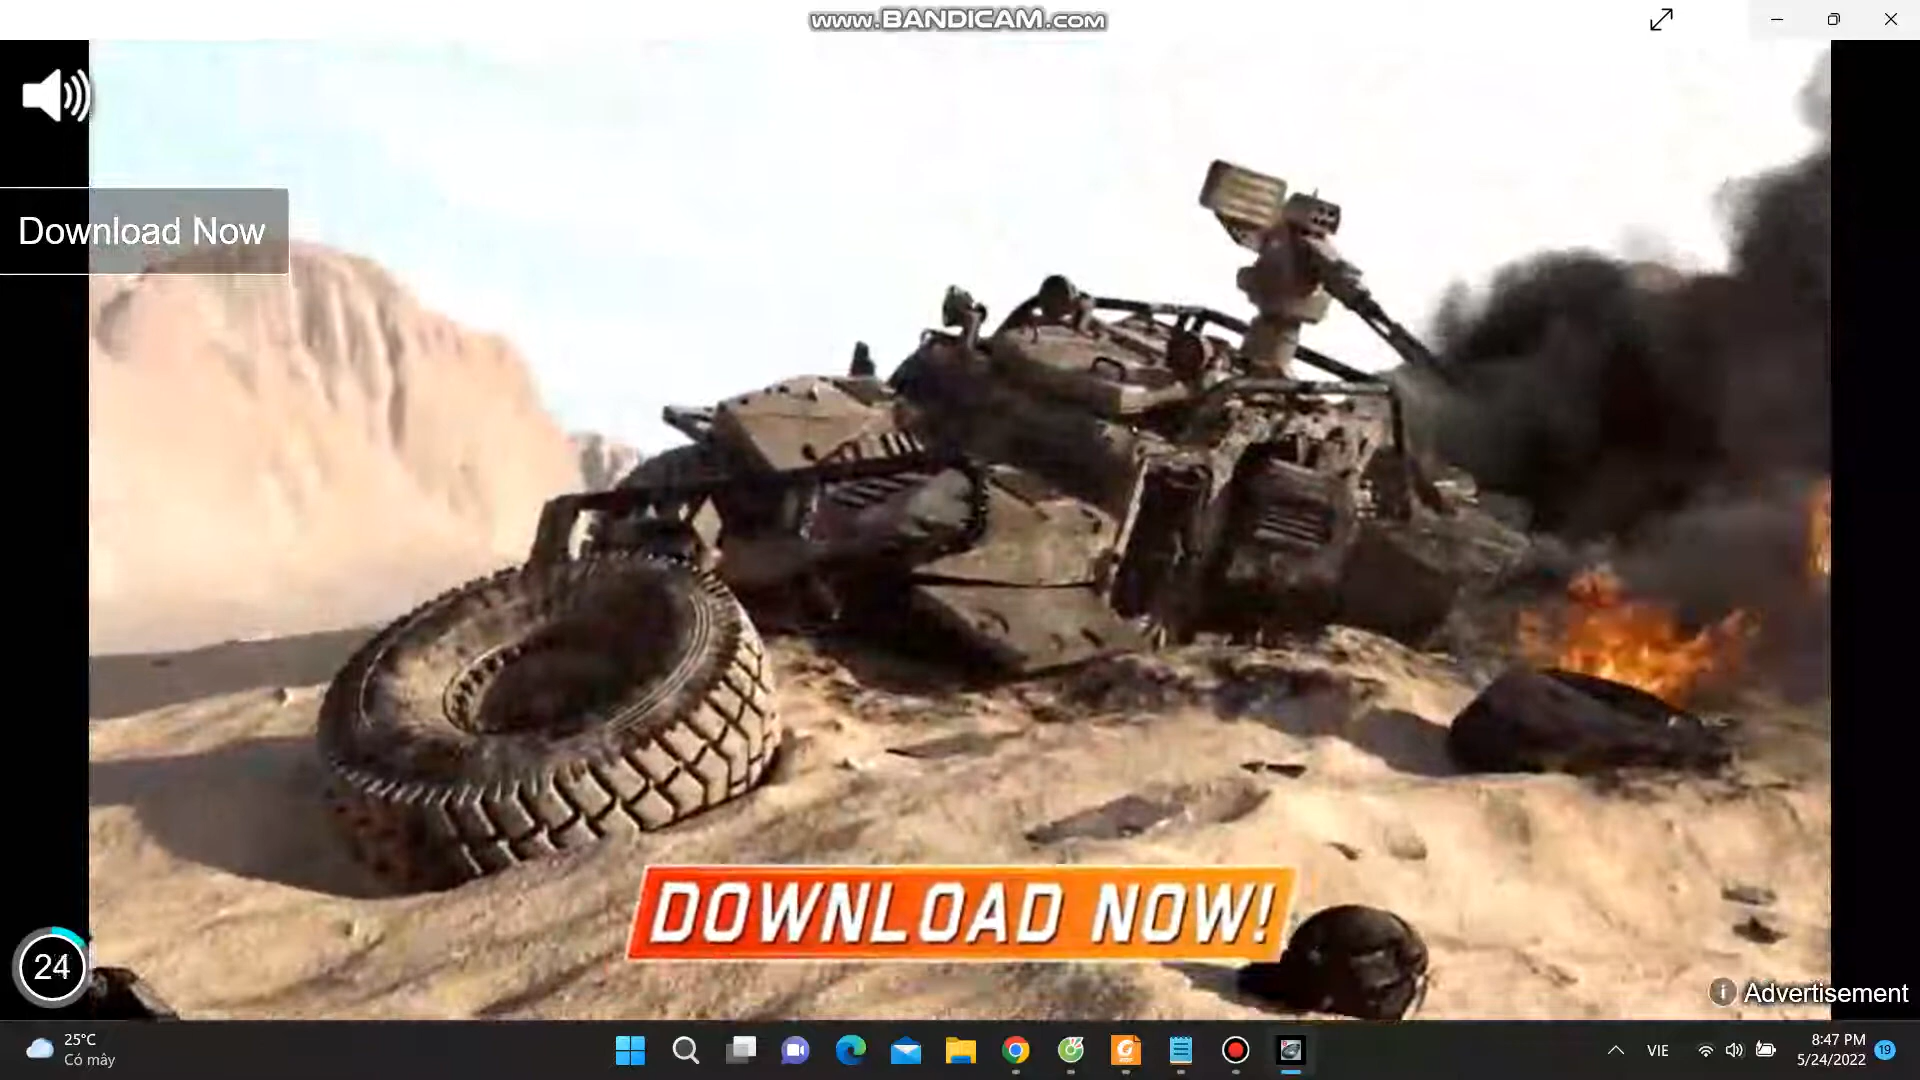 www.BANDICAM.com
Download Now
DOWNLOAD NOW!
24
Advertisement
25°C
Có mây
VIE
8:47 PM
5/24/2022
19